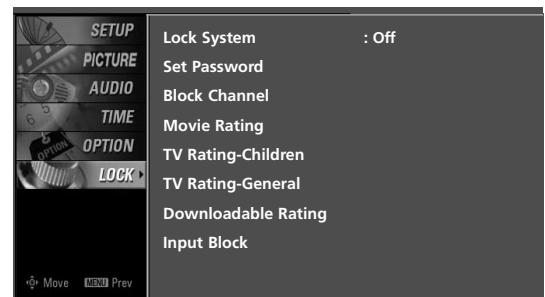 SETUP
PICTURE
AUDIO
TIME
OPTION
LOCK
Lock System : Off
Set Password
Block Channel
Movie Rating
TV Rating-Children
TV Rating-General
Downloadable Rating
Input Block
Move MENU Prev